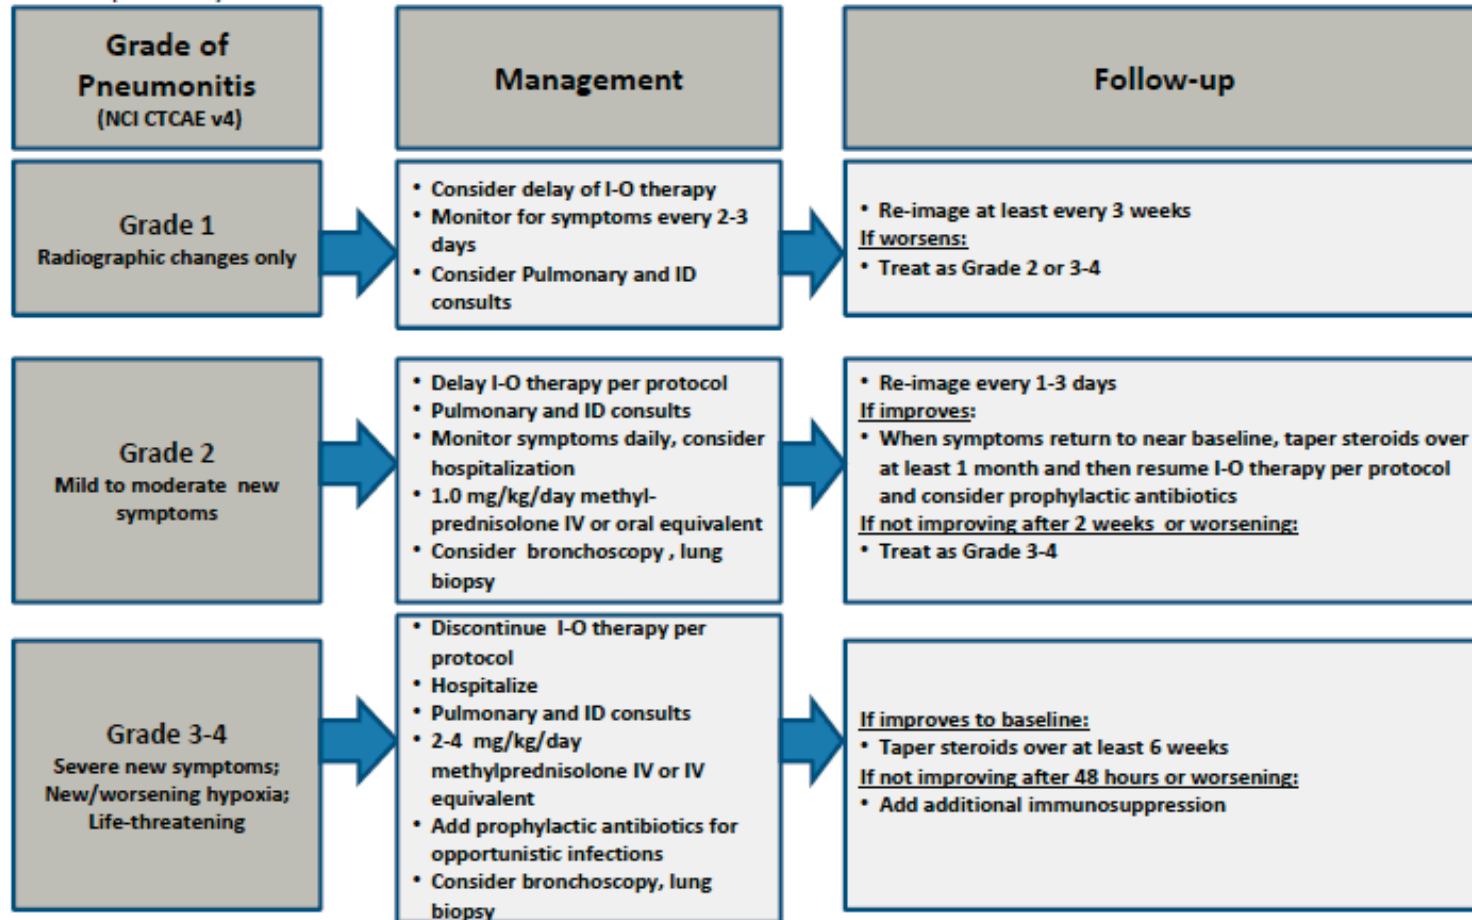 Grade of
Pneumonitis
(NCI CTCAE v4)
Management
Follow-up
Grade 1
Radiographic changes only
• Consider delay of I-O therapy
• Monitor for symptoms every 2-3
days
• Consider Pulmonary and ID
consults
• Re-image at least every 3 weeks
If worsens:
• Treat as Grade 2 or 3-4
Grade 2
Mild to moderate new
symptoms
• Delay I-O therapy per protocol
• Pulmonary and ID consults
• Monitor symptoms daily, consider
hospitalization
• 1.0 mg/kg/day methyl-
prednisolone IV or oral equivalent
• Consider bronchoscopy , lung
biopsy
• Re-image every 1-3 days
If improves:
• When symptoms return to near baseline, taper steroids over
at least 1 month and then resume I-O therapy per protocol
and consider prophylactic antibiotics
If not improving after 2 weeks or worsening:
• Treat as Grade 3-4
Grade 3-4
Severe new symptoms;
New/worsening hypoxia;
Life-threatening
• Discontinue I-O therapy per
protocol
• Hospitalize
• Pulmonary and ID consults
• 2-4 mg/kg/day
methylprednisolone IV or IV
equivalent
• Add prophylactic antibiotics for
opportunistic infections
• Consider bronchoscopy, lung
biopsy
If improves to baseline:
• Taper steroids over at least 6 weeks
If not improving after 48 hours or worsening:
• Add additional immunosuppression